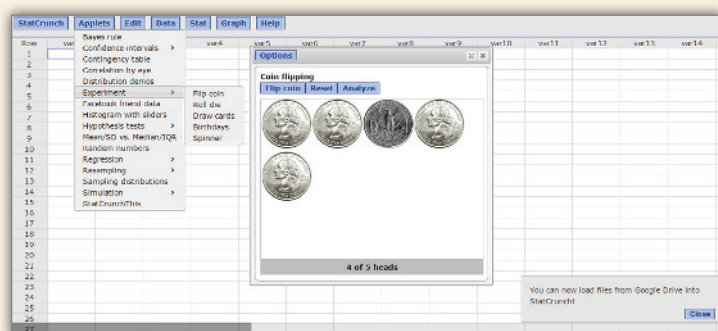 StatCrunch Applets Edit Data Stat Graph Help
Row var4 var5 var6 var7 var8 var9 var10 var11 var12 var13 var14
1
2
3
4
5
6
7
8
9
10
11
12
13
14
15
16
17
18
19
20
21
22
23
24
25
26
27
Bayes rule
Confidence intervals >
Contingency table
Correlation by eye
Distribution demos
Experiment >
Facebook friend data
Histogram with sliders
Hypothesis tests >
Mean/SD vs. Median/IQR
Random numbers
Regression >
Resampling >
Sampling distributions
Simulation >
StatCrunchThis
Flip coin
Roll die
Draw cards
Birthdays
Spinner
Options
Coin flipping
Flip coin Reset Analyze
4 of 5 heads
You can now load files from Google Drive into
StatCrunch!
Close